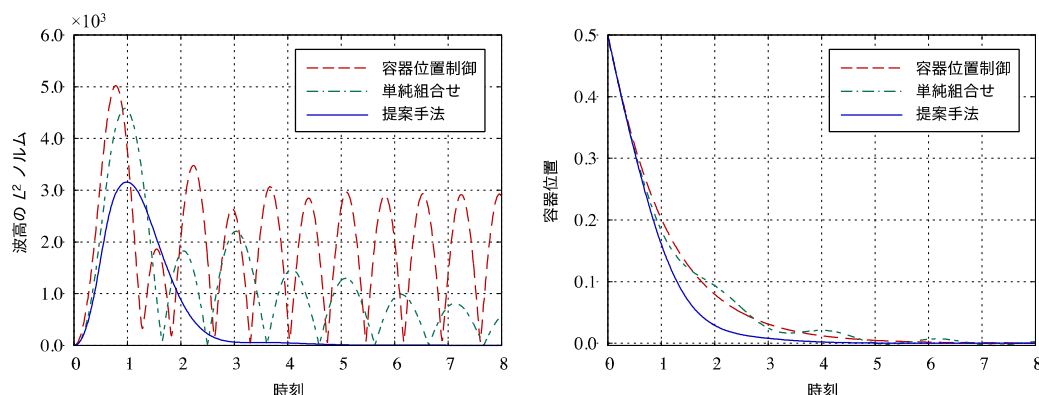 ×10³
6.0
5.0
4.0
3.0
2.0
1.0
0.0
0 1 2 3 4 5 6 7 8
時刻
波高の L² ノルム
容器位置制御
単純組合せ
提案手法
0.5
0.4
0.3
0.2
0.1
0.0
0 1 2 3 4 5 6 7 8
時刻
容器位置
容器位置制御
単純組合せ
提案手法